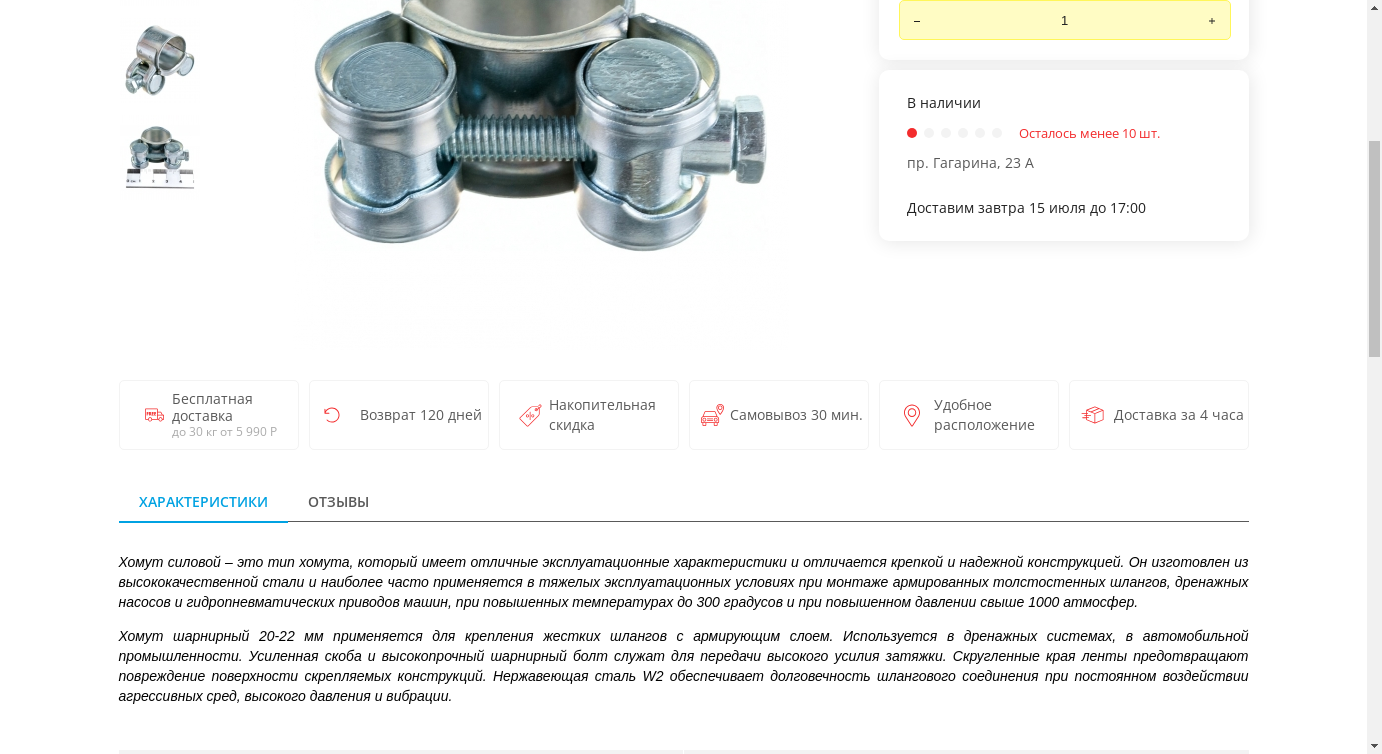 –
1
+
В наличии
Осталось менее 10 шт.
пр. Гагарина, 23 А
Доставим завтра 15 июля до 17:00
Бесплатная
доставка
до 30 кг от 5 990 Р
Возврат 120 дней
Накопительная
скидка
Самовывоз 30 мин.
Удобное
расположение
Доставка за 4 часа
ХАРАКТЕРИСТИКИ
ОТЗЫВЫ
Хомут силовой – это тип хомута, который имеет отличные эксплуатационные характеристики и отличается крепкой и надежной конструкцией. Он изготовлен из
высококачественной стали и наиболее часто применяется в тяжелых эксплуатационных условиях при монтаже армированных толстостенных шлангов, дренажных
насосов и гидропневматических приводов машин, при повышенных температурах до 300 градусов и при повышенном давлении свыше 1000 атмосфер.
Хомут шарнирный 20-22 мм применяется для крепления жестких шлангов с армирующим слоем. Используется в дренажных системах, в автомобильной
промышленности. Усиленная скоба и высокопрочный шарнирный болт служат для передачи высокого усилия затяжки. Скругленные края ленты предотвращают
повреждение поверхности скрепляемых конструкций. Нержавеющая сталь W2 обеспечивает долговечность шлангового соединения при постоянном воздействии
агрессивных сред, высокого давления и вибрации.